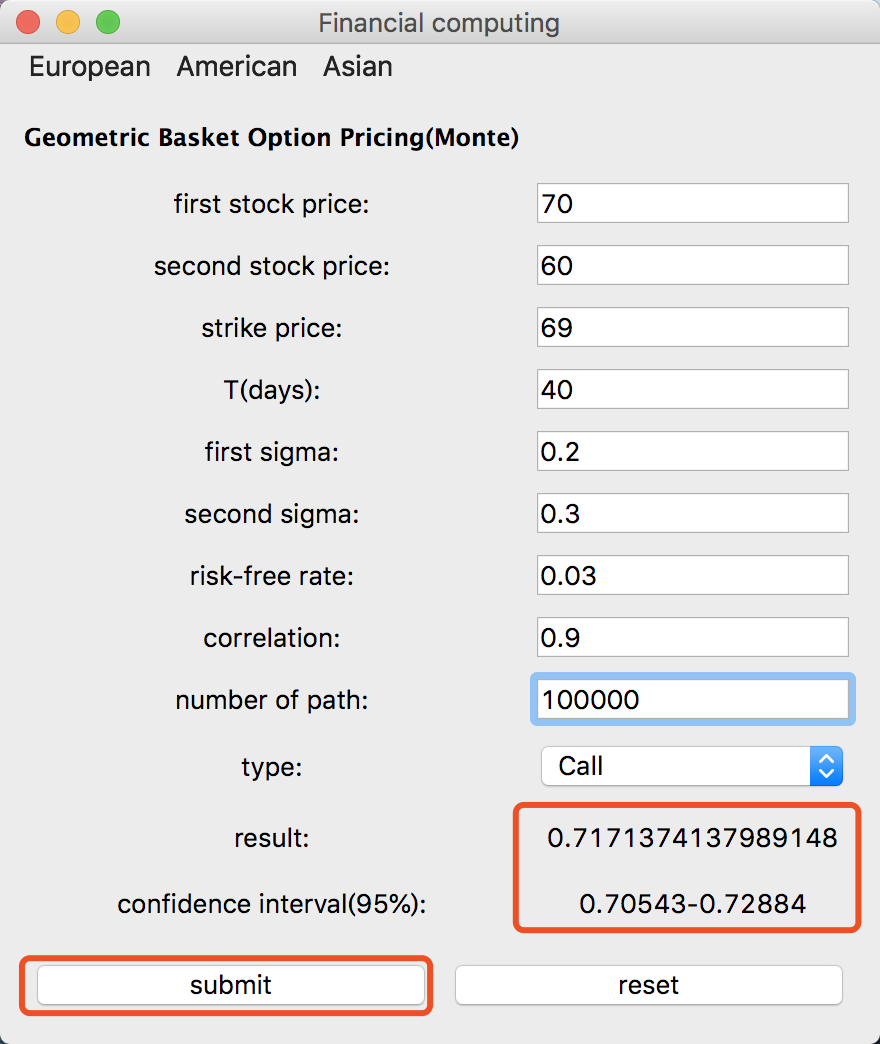 Financial computing
European American Asian
Geometric Basket Option Pricing(Monte)
first stock price: 70
second stock price: 60
strike price: 69
T(days): 40
first sigma: 0.2
second sigma: 0.3
risk-free rate: 0.03
correlation: 0.9
number of path: 100000
type: Call
result: 0.7171374137989148
confidence interval(95%): 0.70543-0.72884
submit reset